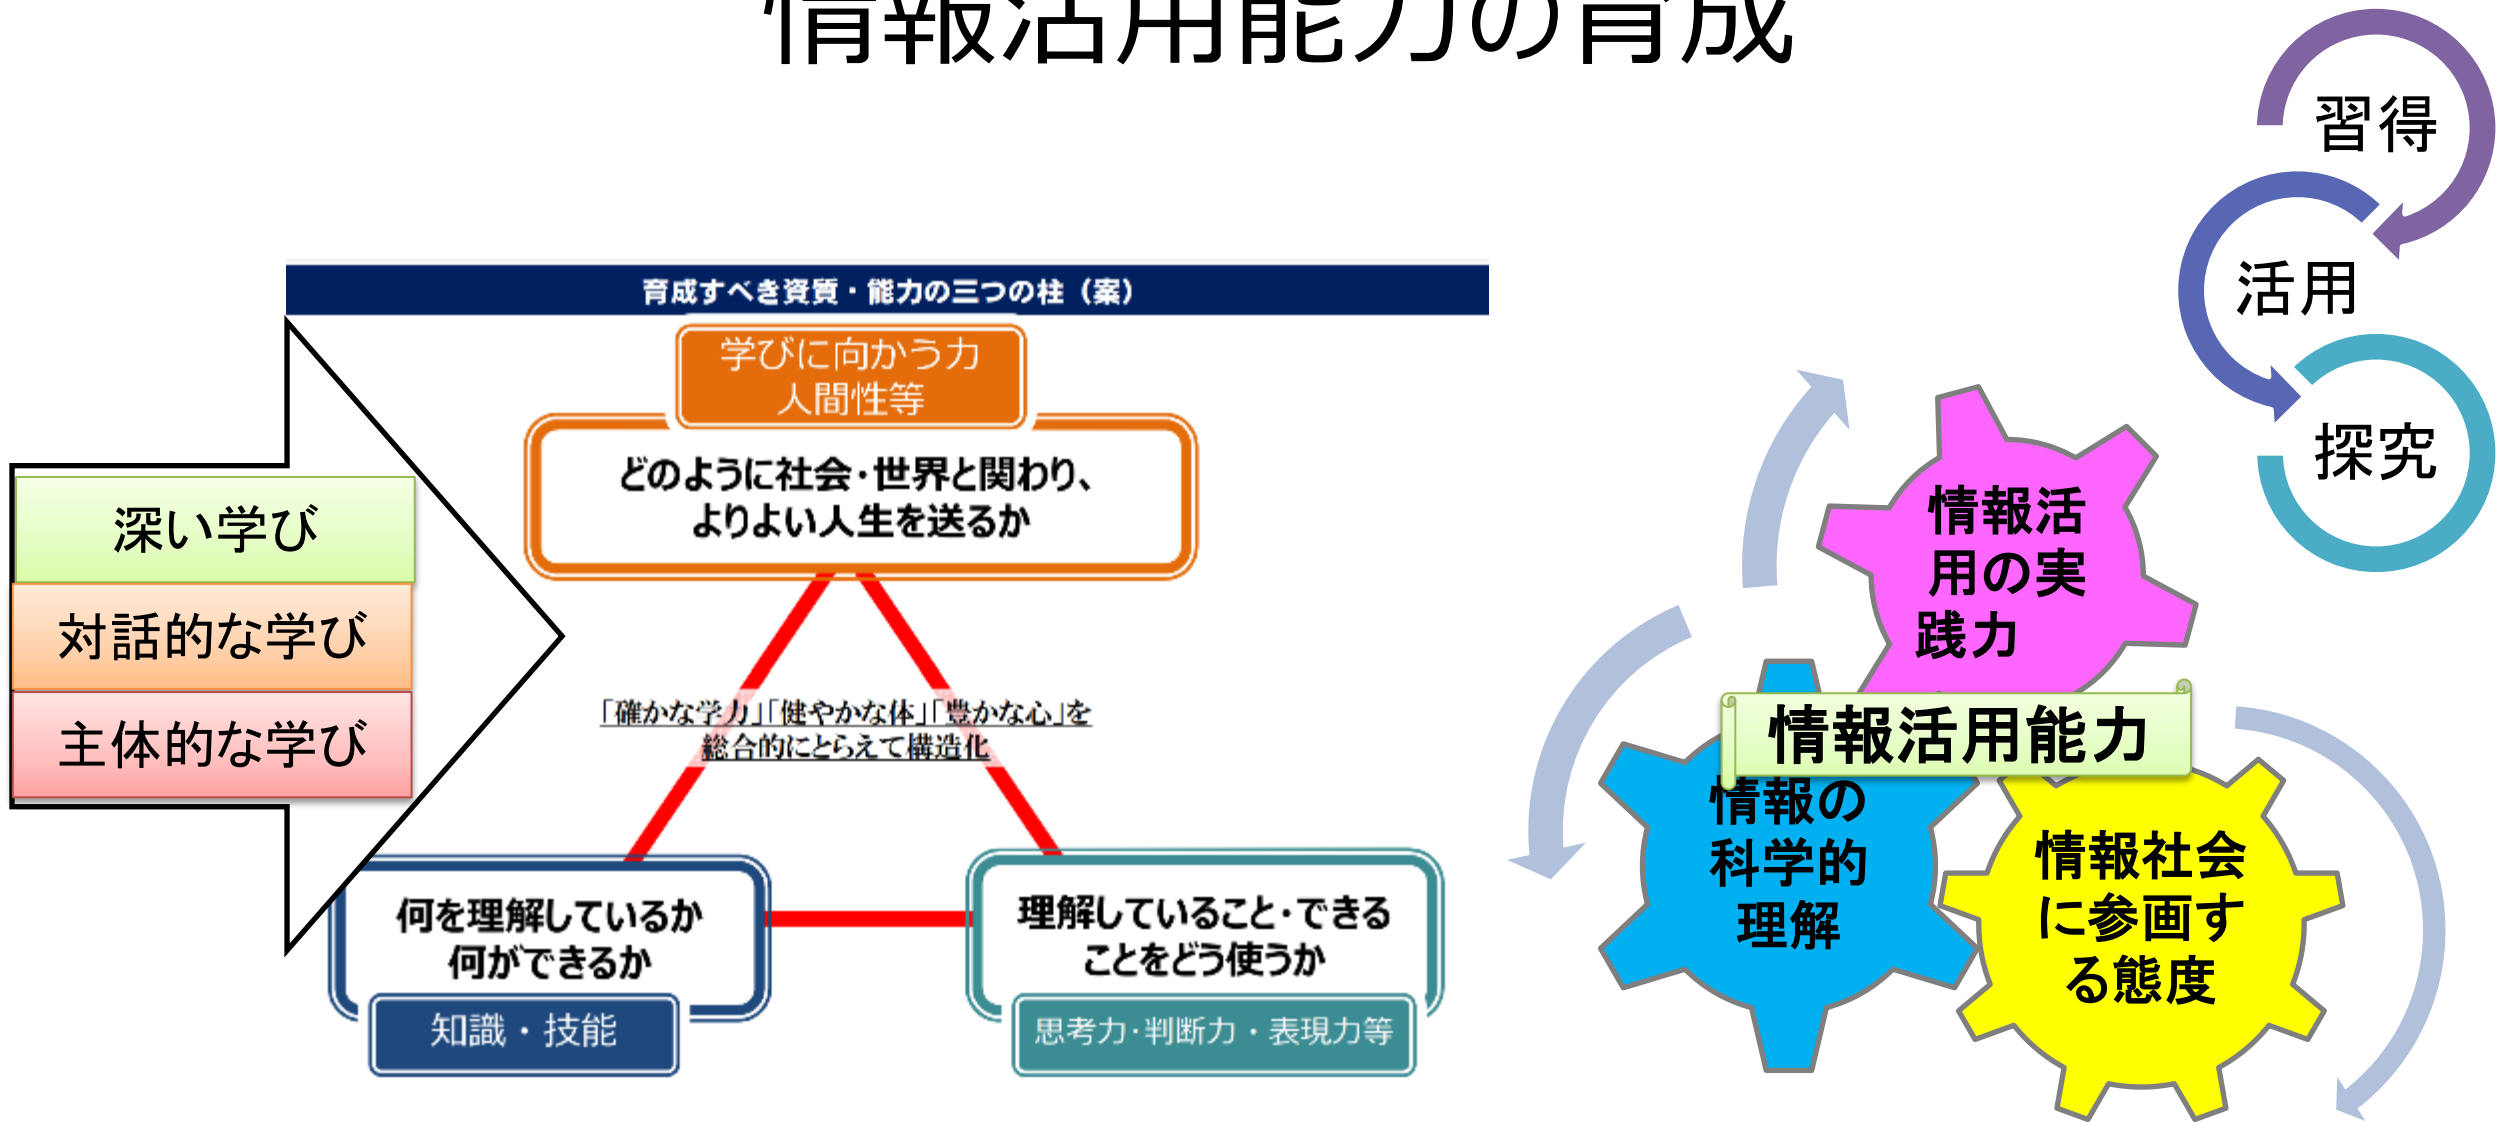 情報活用能力の育成
習得
活用
探究
育成すべき資質・能力の三つの柱（案）
学びに向かう力
人間性等
どのように社会・世界と関わり、
よりよい人生を送るか
深い学び
対話的な学び
主体的な学び
「確かな学力」「健やかな体」「豊かな心」を
総合的にとらえて構造化
何を理解しているか
何ができるか
知識・技能
理解していること・できる
ことをどう使うか
思考力・判断力・表現力等
情報活
用の実
践力
情報活用能力
情報の
科学的
理解
情報社会
に参画す
る態度